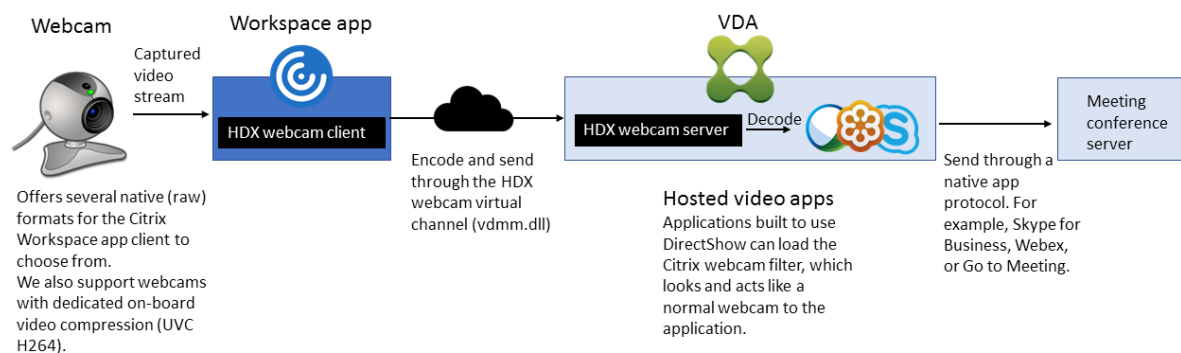 Webcam
Captured
video
stream
Offers several native (raw)
formats for the Citrix
Workspace app client to
choose from.
We also support webcams
with dedicated on-board
video compression (UVC
H264).
Workspace app
HDX webcam client
Encode and send
through the HDX
webcam virtual
channel (vdmm.dll)
VDA
HDX webcam server
Decode
S
Hosted video apps
Applications built to use
DirectShow can load the
Citrix webcam filter, which
looks and acts like a
normal webcam to the
application.
Send through a
native app
protocol. For
example, Skype for
Business, Webex,
or Go to Meeting.
Meeting
conference
server